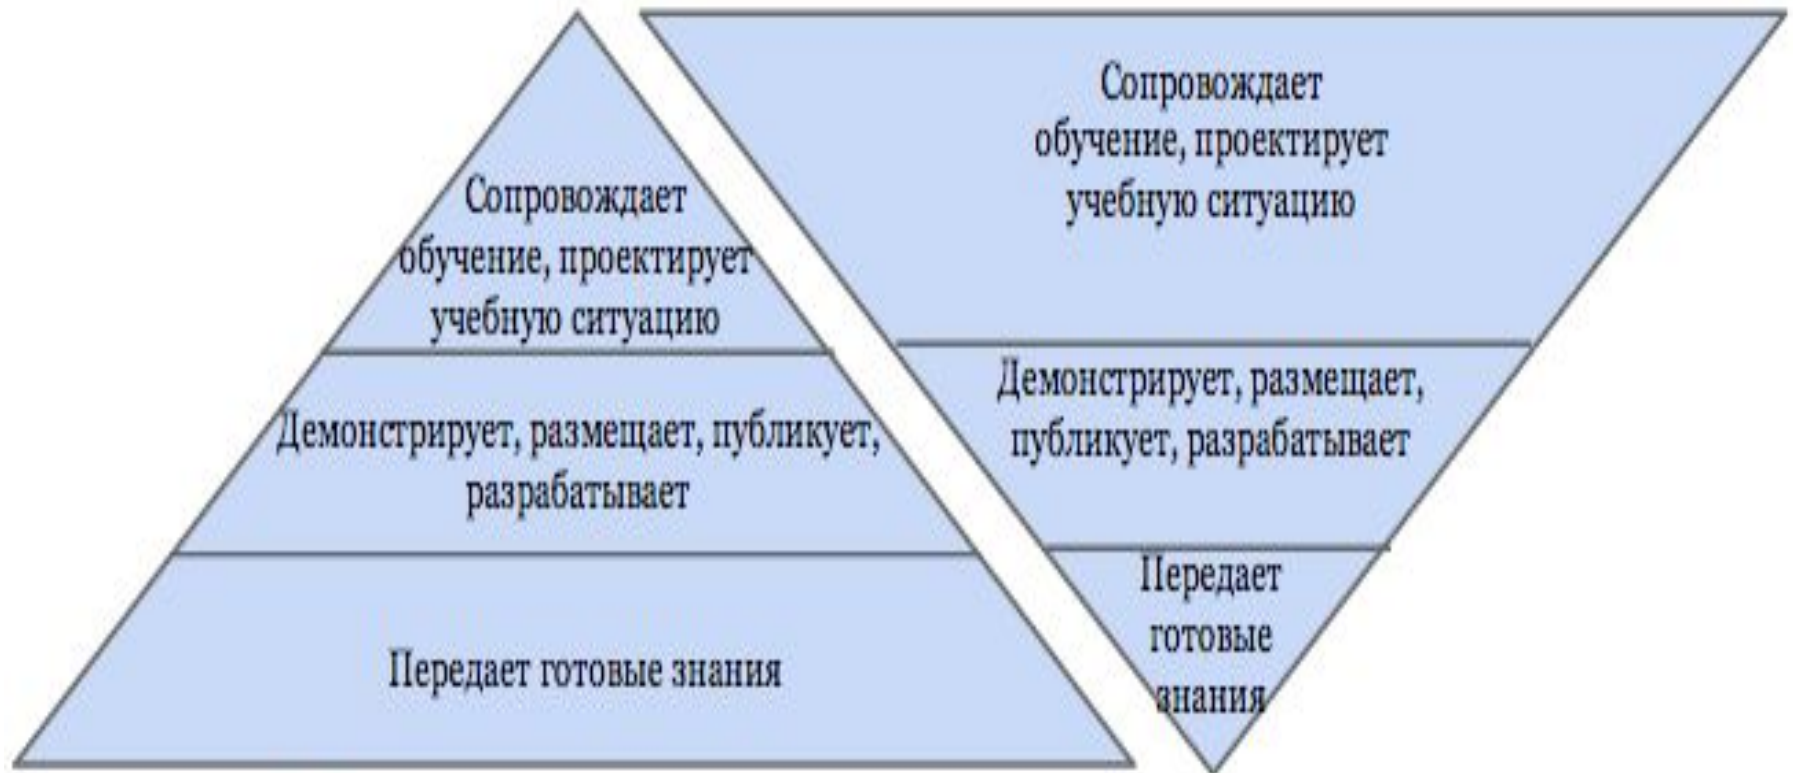 Сопровождает
обучение, проектирует
учебную ситуацию
Демонстрирует, размещает, публикует,
разрабатывает
Передает готовые знания
Сопровождает
обучение, проектирует
учебную ситуацию
Демонстрирует, размещает,
публикует, разрабатывает
Передает
готовые
знания